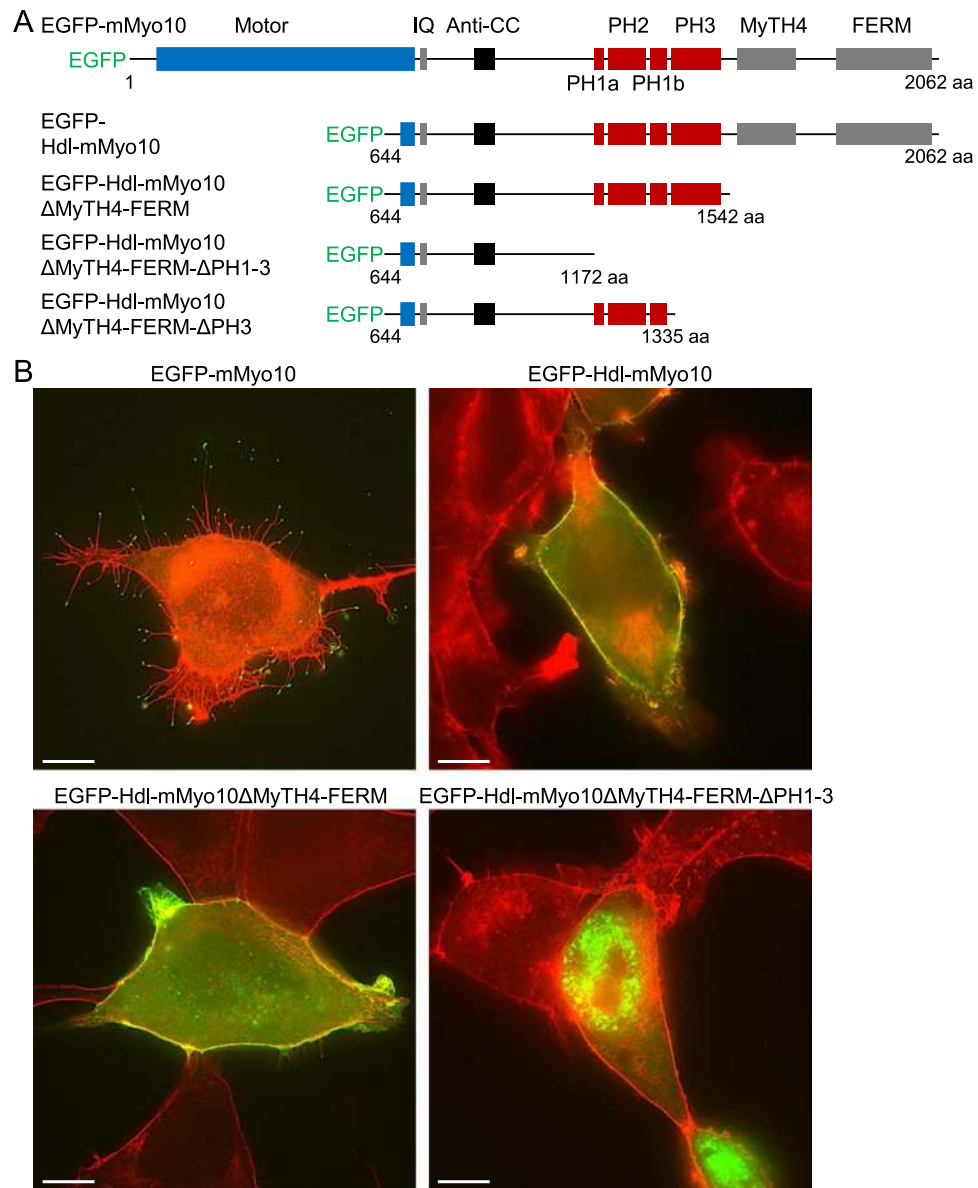 A
EGFP-mMyo10 Motor IQ Anti-CC PH2 PH3 MyTH4 FERM
EGFP
1 PH1a PH1b 2062 aa
EGFP-
Hdl-mMyo10
EGFP
644 2062 aa
EGFP-Hdl-mMyo10
ΔMyTH4-FERM
EGFP
644 1542 aa
EGFP-Hdl-mMyo10
ΔMyTH4-FERM-ΔPH1-3
EGFP
644 1172 aa
EGFP-Hdl-mMyo10
ΔMyTH4-FERM-ΔPH3
EGFP
644 1335 aa
B
EGFP-mMyo10 EGFP-Hdl-mMyo10
EGFP-Hdl-mMyo10ΔMyTH4-FERM EGFP-Hdl-mMyo10ΔMyTH4-FERM-ΔPH1-3